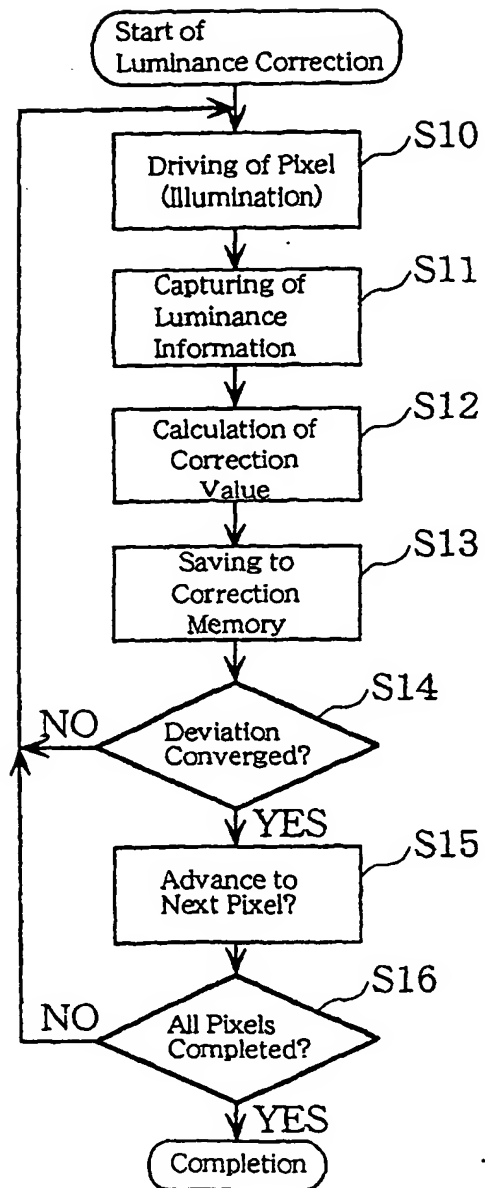 Start of
Luminance Correction
S10
Driving of Pixel
(Illumination)
S11
Capturing of
Luminance
Information
S12
Calculation of
Correction
Value
S13
Saving to
Correction
Memory
S14
NO
Deviation
Converged?
YES
S15
Advance to
Next Pixel?
S16
NO
All Pixels
Completed?
YES
Completion